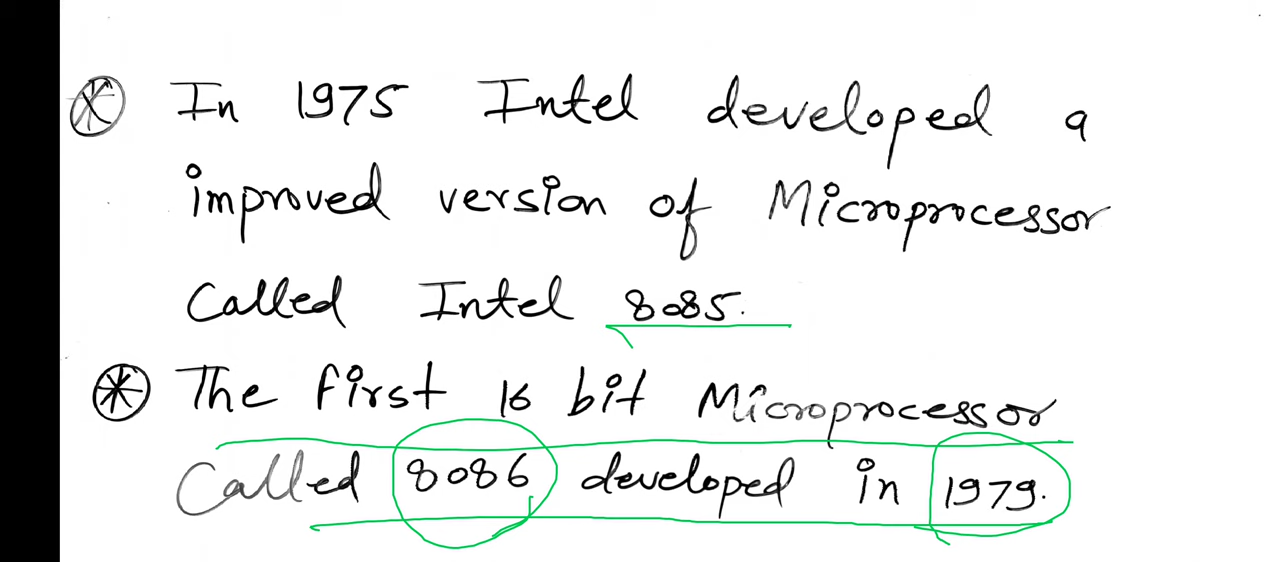 In 1975 Intel developed a
improved version of Microprocessor
Called Intel 8085.
The first 16 bit Microprocessor
Called 8086 developed in 1979.